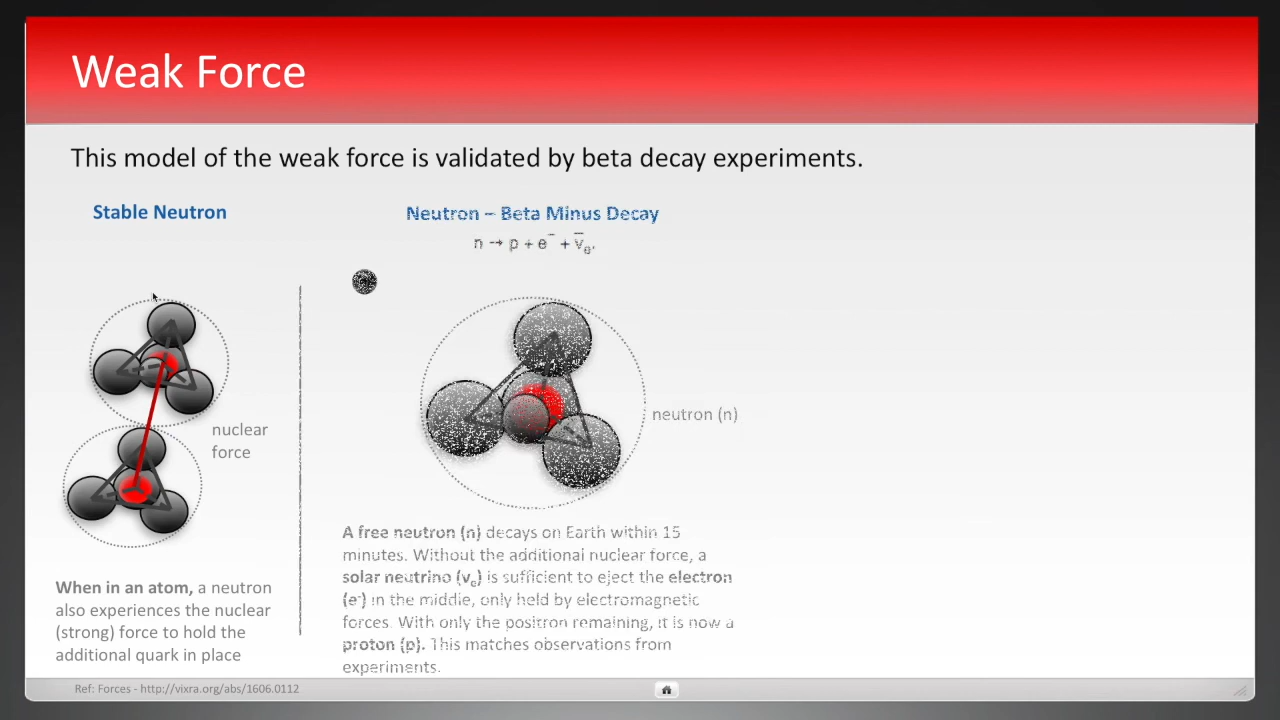 Weak Force
This model of the weak force is validated by beta decay experiments.
Stable Neutron
nuclear
force
When in an atom, a neutron
also experiences the nuclear
(strong) force to hold the
additional quark in place
Neutron – Beta Minus Decay
n → p + e⁻ + v̅ₑ.
neutron (n)
A free neutron (n) decays on Earth within 15
minutes. Without the additional nuclear force, a
solar neutrino (vₑ) is sufficient to eject the electron
(e⁻) in the middle, only held by electromagnetic
forces. With only the positron remaining, it is now a
proton (p). This matches observations from
experiments.
Ref: Forces - http://vixra.org/abs/1606.0112